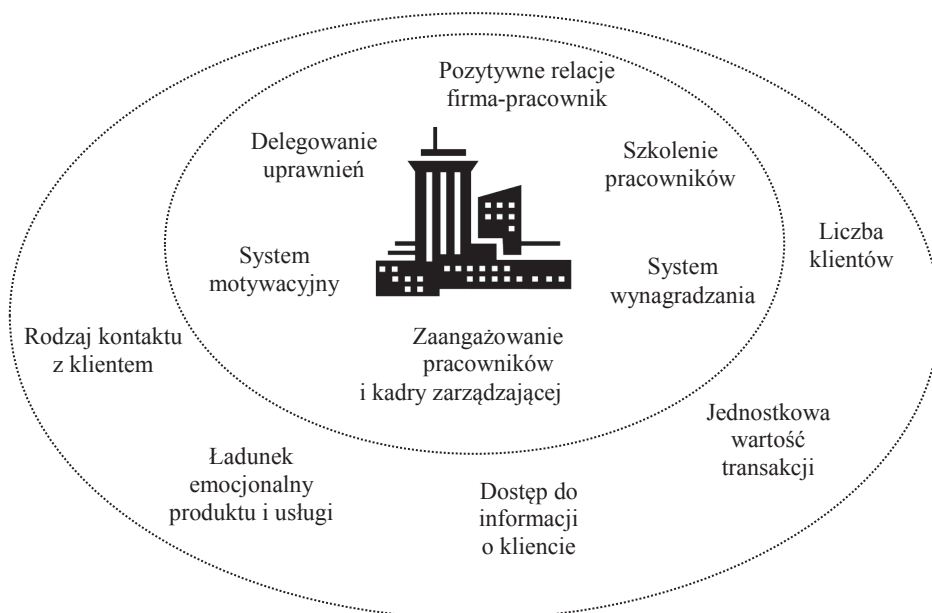 Pozytywne relacje
firma-pracownik
Delegowanie
uprawnień
Szkolenie
pracowników
System
motywacyjny
System
wynagradzania
Zaangażowanie
pracowników
i kadry zarządzającej
Liczba
klientów
Rodzaj kontaktu
z klientem
Jednostkowa
wartość
transakcji
Ładunek
emocjonalny
produktu i usługi
Dostęp do
informacji
o kliencie